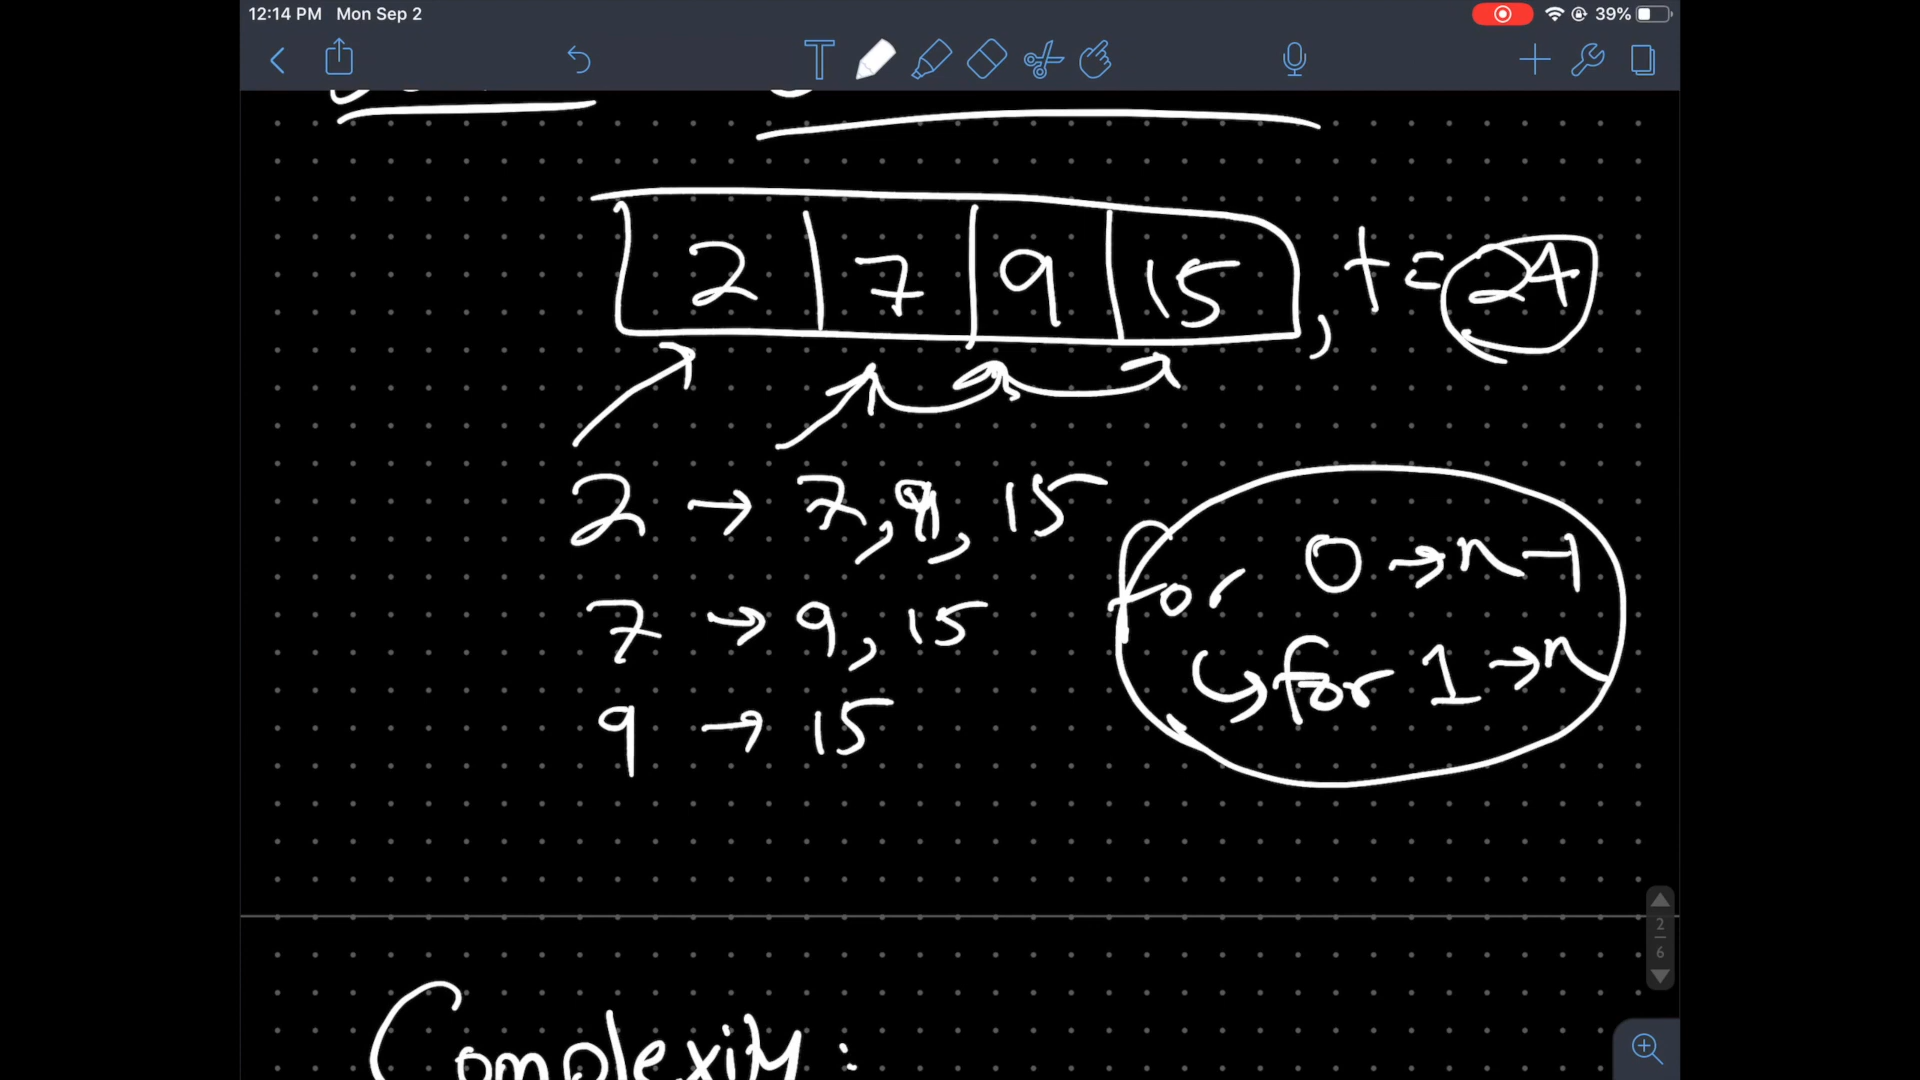 12:14 PM Mon Sep 2
39%
T
2 7 9 15 , t = 24
2 → 7, 9, 15
7 → 9, 15
9 → 15
for 0 → n-1
↳ for 1 → n
2
6
Complexity: